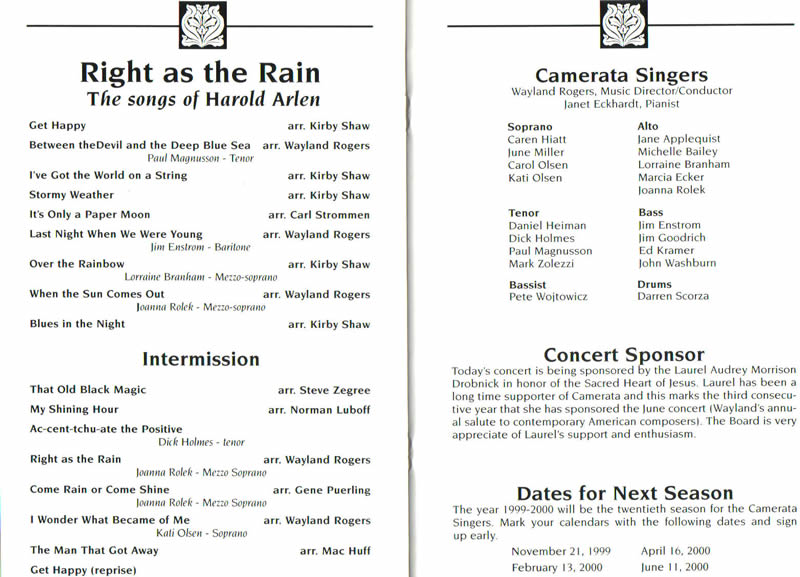 Right as the Rain
The songs of Harold Arlen
Get Happy arr. Kirby Shaw
Between theDevil and the Deep Blue Sea arr. Wayland Rogers
Paul Magnusson - Tenor
I've Got the World on a String arr. Kirby Shaw
Stormy Weather arr. Kirby Shaw
It's Only a Paper Moon arr. Carl Strommen
Last Night When We Were Young arr. Wayland Rogers
Jim Enstrom - Baritone
Over the Rainbow arr. Kirby Shaw
Lorraine Branham - Mezzo-soprano
When the Sun Comes Out arr. Wayland Rogers
Joanna Rolek - Mezzo-soprano
Blues in the Night arr. Kirby Shaw
Intermission
That Old Black Magic arr. Steve Zegree
My Shining Hour arr. Norman Luboff
Ac-cent-tchu-ate the Positive
Dick Holmes - tenor
Right as the Rain arr. Wayland Rogers
Joanna Rolek - Mezzo Soprano
Come Rain or Come Shine arr. Gene Puerling
Joanna Rolek - Mezzo Soprano
I Wonder What Became of Me arr. Wayland Rogers
Kati Olsen - Soprano
The Man That Got Away arr. Mac Huff
Get Happy (reprise)
Camerata Singers
Wayland Rogers, Music Director/Conductor
Janet Eckhardt, Pianist
Soprano
Caren Hiatt
June Miller
Carol Olsen
Kati Olsen
Alto
Jane Applequist
Michelle Bailey
Lorraine Branham
Marcia Ecker
Joanna Rolek
Tenor
Daniel Heiman
Dick Holmes
Paul Magnusson
Mark Zolezzi
Bass
Jim Enstrom
Jim Goodrich
Ed Kramer
John Washburn
Bassist
Pete Wojtowicz
Drums
Darren Scorza
Concert Sponsor
Today's concert is being sponsored by the Laurel Audrey Morrison
Drobnick in honor of the Sacred Heart of Jesus. Laurel has been a
long time supporter of Camerata and this marks the third consecu-
tive year that she has sponsored the June concert (Wayland's annu-
al salute to contemporary American composers). The Board is very
appreciate of Laurel's support and enthusiasm.
Dates for Next Season
The year 1999-2000 will be the twentieth season for the Camerata
Singers. Mark your calendars with the following dates and sign
up early.
November 21, 1999 April 16, 2000
February 13, 2000 June 11, 2000